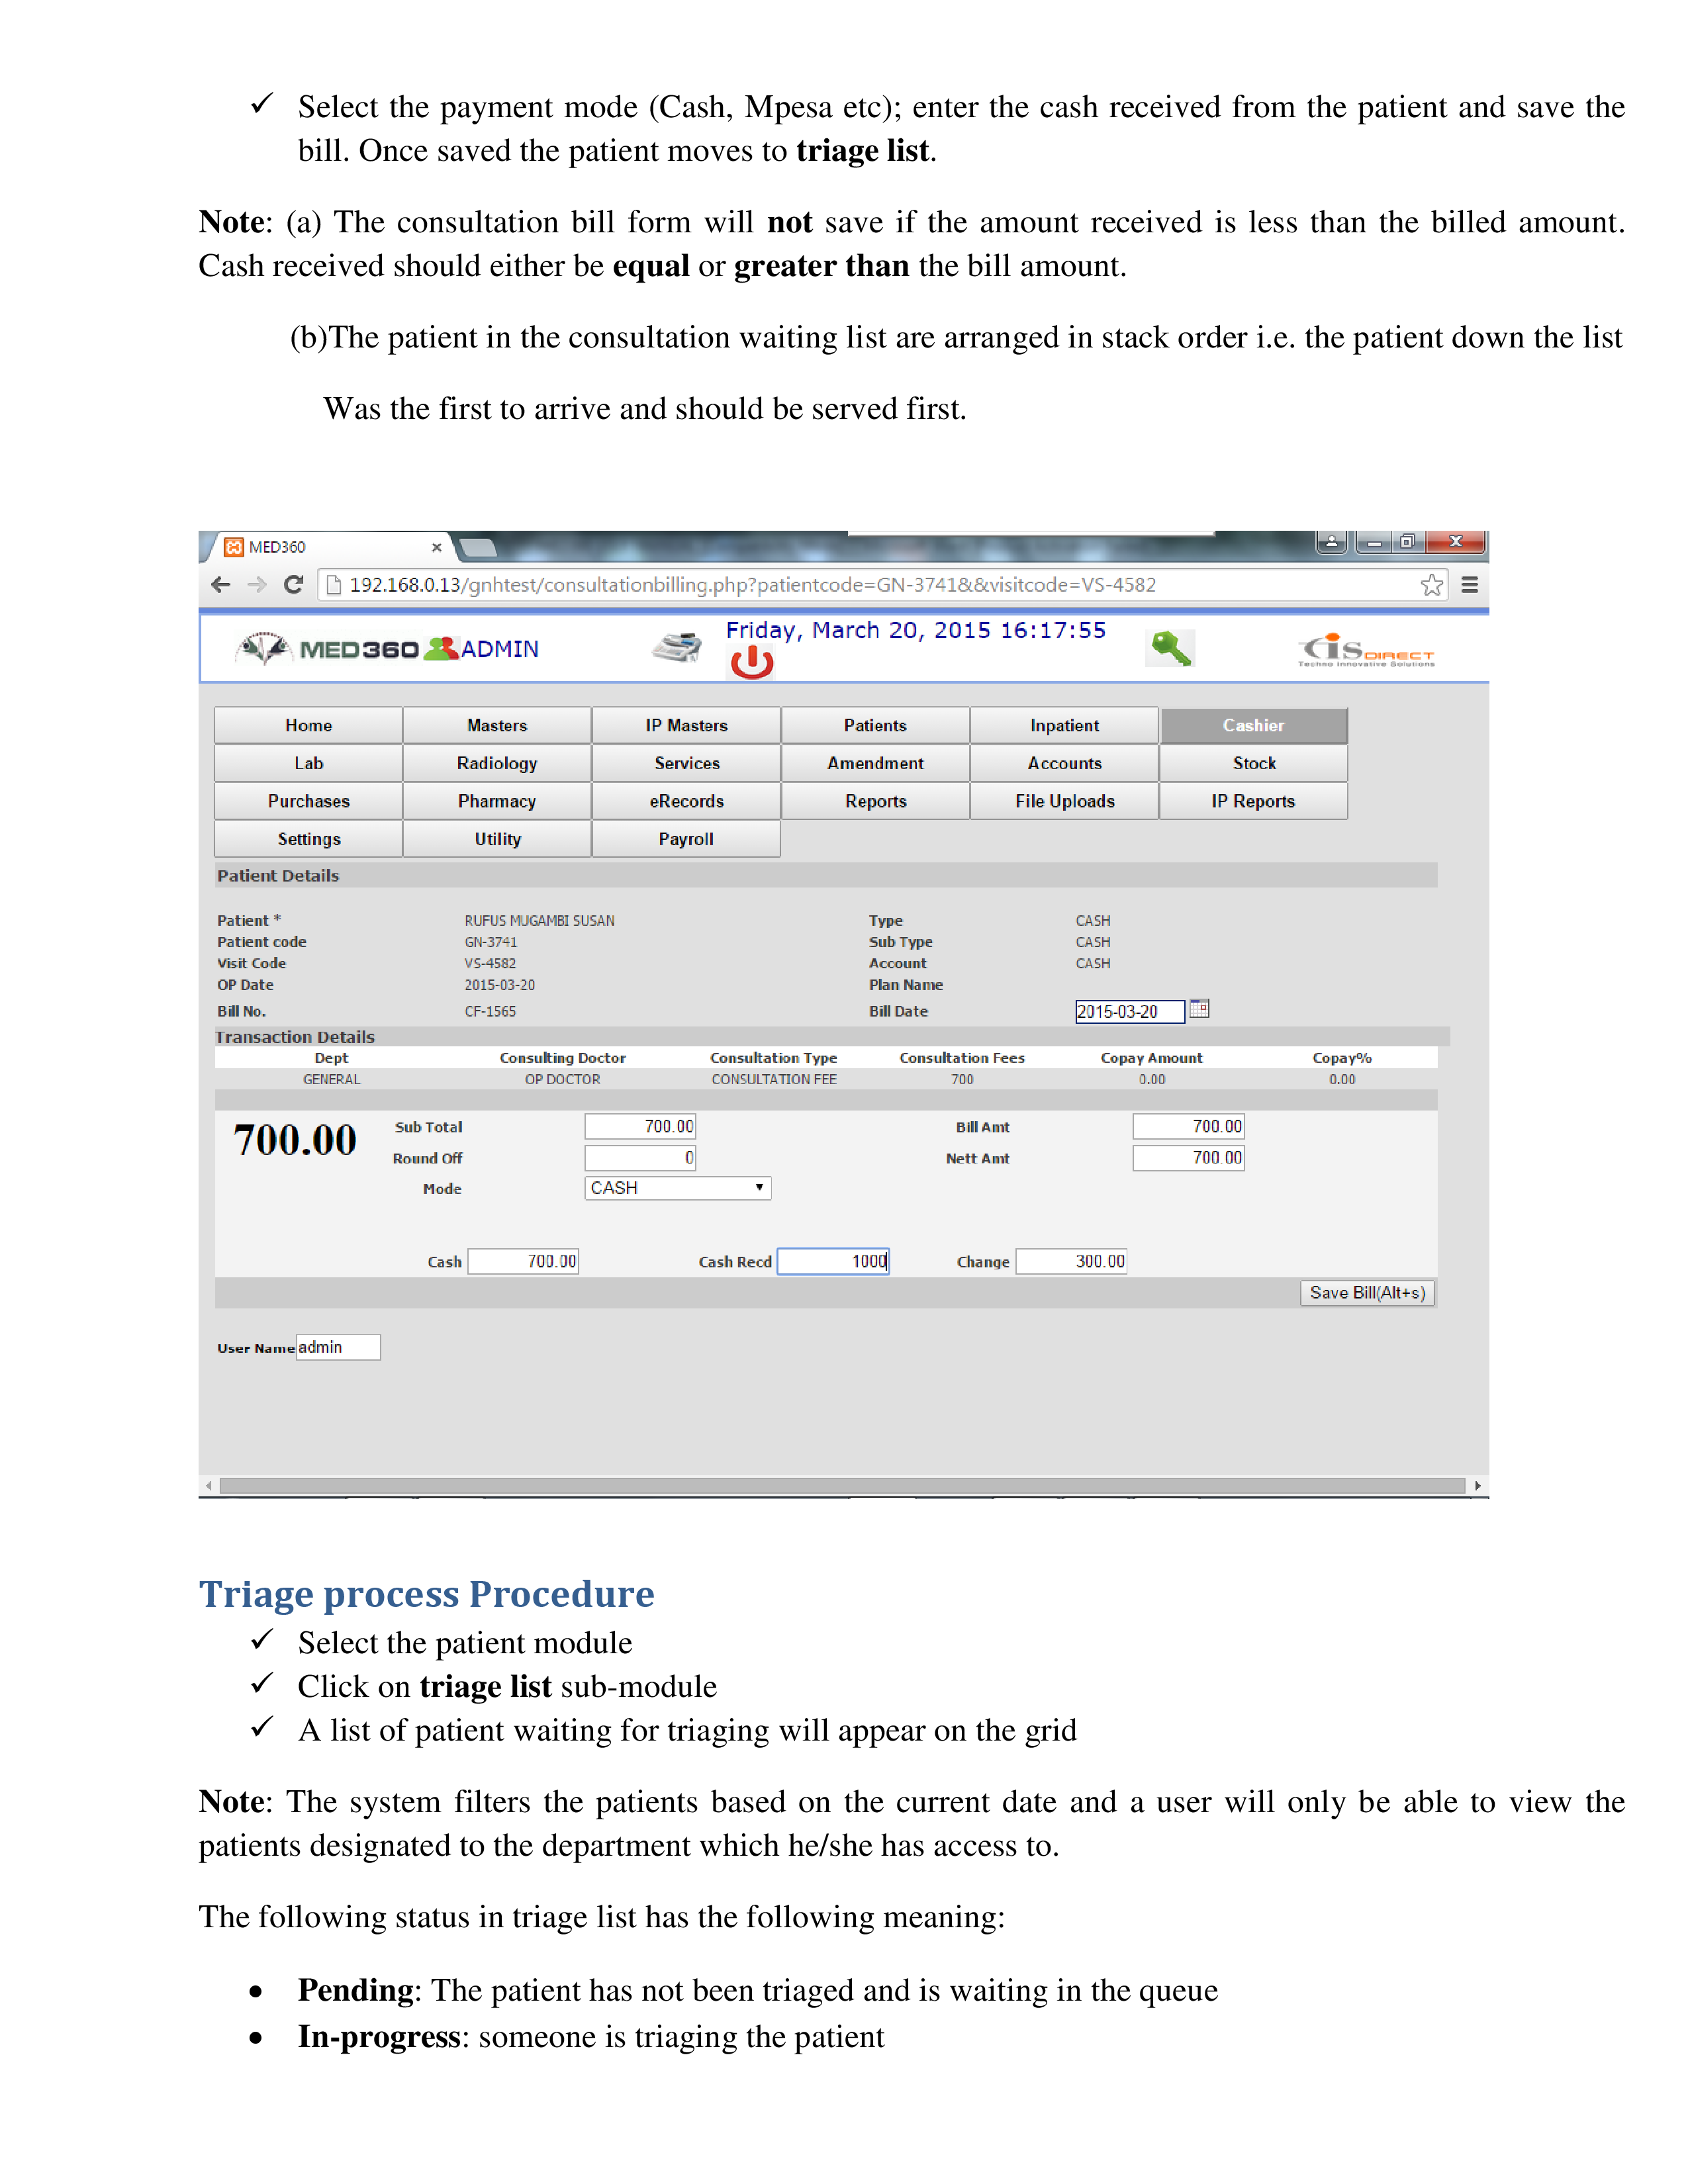 ✓ Select the payment mode (Cash, Mpesa etc); enter the cash received from the patient and save the
bill. Once saved the patient moves to triage list.
Note: (a) The consultation bill form will not save if the amount received is less than the billed amount.
Cash received should either be equal or greater than the bill amount.
(b)The patient in the consultation waiting list are arranged in stack order i.e. the patient down the list
Was the first to arrive and should be served first.
MED360
192.168.0.13/gnhtest/consultationbilling.php?patientcode=GN-3741&&visitcode=VS-4582
MED360 ADMIN Friday, March 20, 2015 16:17:55 CIS DIRECT
Techno Innovative Solutions
Home Masters IP Masters Patients Inpatient Cashier
Lab Radiology Services Amendment Accounts Stock
Purchases Pharmacy eRecords Reports File Uploads IP Reports
Settings Utility Payroll
Patient Details
Patient * RUFUS MUGAMBI SUSAN Type CASH
Patient code GN-3741 Sub Type CASH
Visit Code VS-4582 Account CASH
OP Date 2015-03-20 Plan Name
Bill No. CF-1565 Bill Date 2015-03-20
Transaction Details
Dept Consulting Doctor Consultation Type Consultation Fees Copay Amount Copay%
GENERAL OP DOCTOR CONSULTATION FEE 700 0.00 0.00
700.00 Sub Total 700.00 Bill Amt 700.00
Round Off 0 Nett Amt 700.00
Mode CASH
Cash 700.00 Cash Recd 1000 Change 300.00
Save Bill(Alt+s)
User Name admin
Triage process Procedure
✓ Select the patient module
✓ Click on triage list sub-module
✓ A list of patient waiting for triaging will appear on the grid
Note: The system filters the patients based on the current date and a user will only be able to view the
patients designated to the department which he/she has access to.
The following status in triage list has the following meaning:
• Pending: The patient has not been triaged and is waiting in the queue
• In-progress: someone is triaging the patient